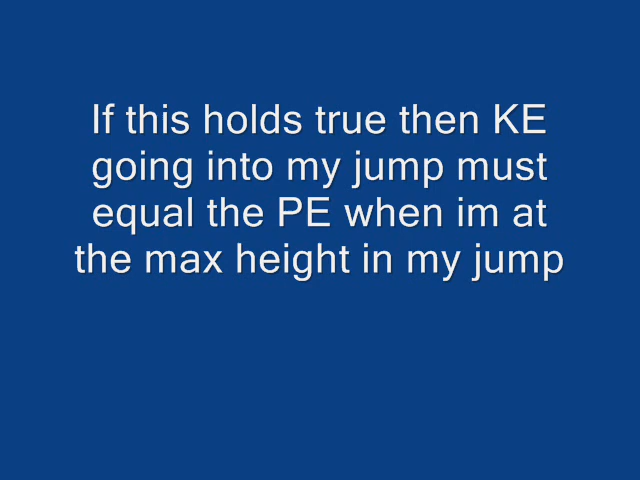 If this holds true then KE
going into my jump must
equal the PE when im at
the max height in my jump